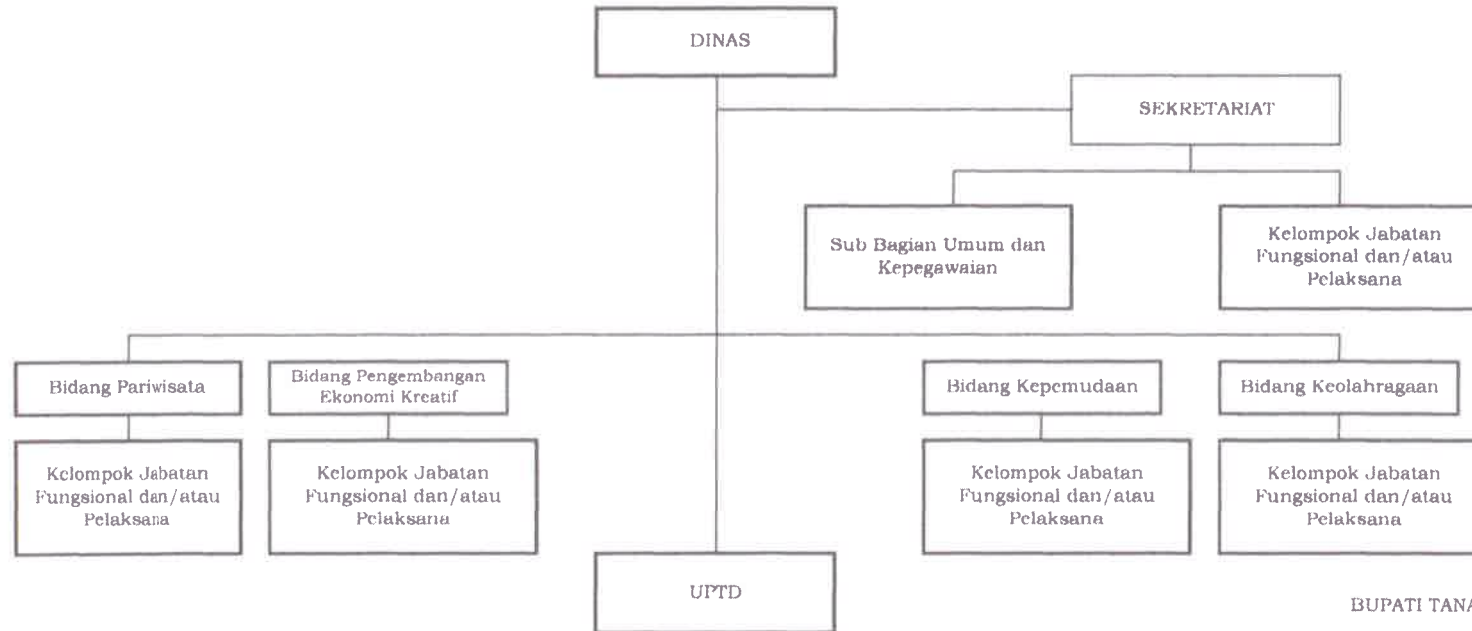 DINAS
SEKRETARIAT
Sub Bagian Umum dan
Kepegawaian
Kelompok Jabatan
Fungsional dan/atau
Pelaksana
Bidang Pariwisata
Bidang Pengembangan
Ekonomi Kreatif
Bidang Kepemudaan
Bidang Keolahragaan
Kelompok Jabatan
Fungsional dan/atau
Pelaksana
Kelompok Jabatan
Fungsional dan/atau
Pelaksana
Kelompok Jabatan
Fungsional dan/atau
Pelaksana
Kelompok Jabatan
Fungsional dan/atau
Pelaksana
UPTD
BUPATI